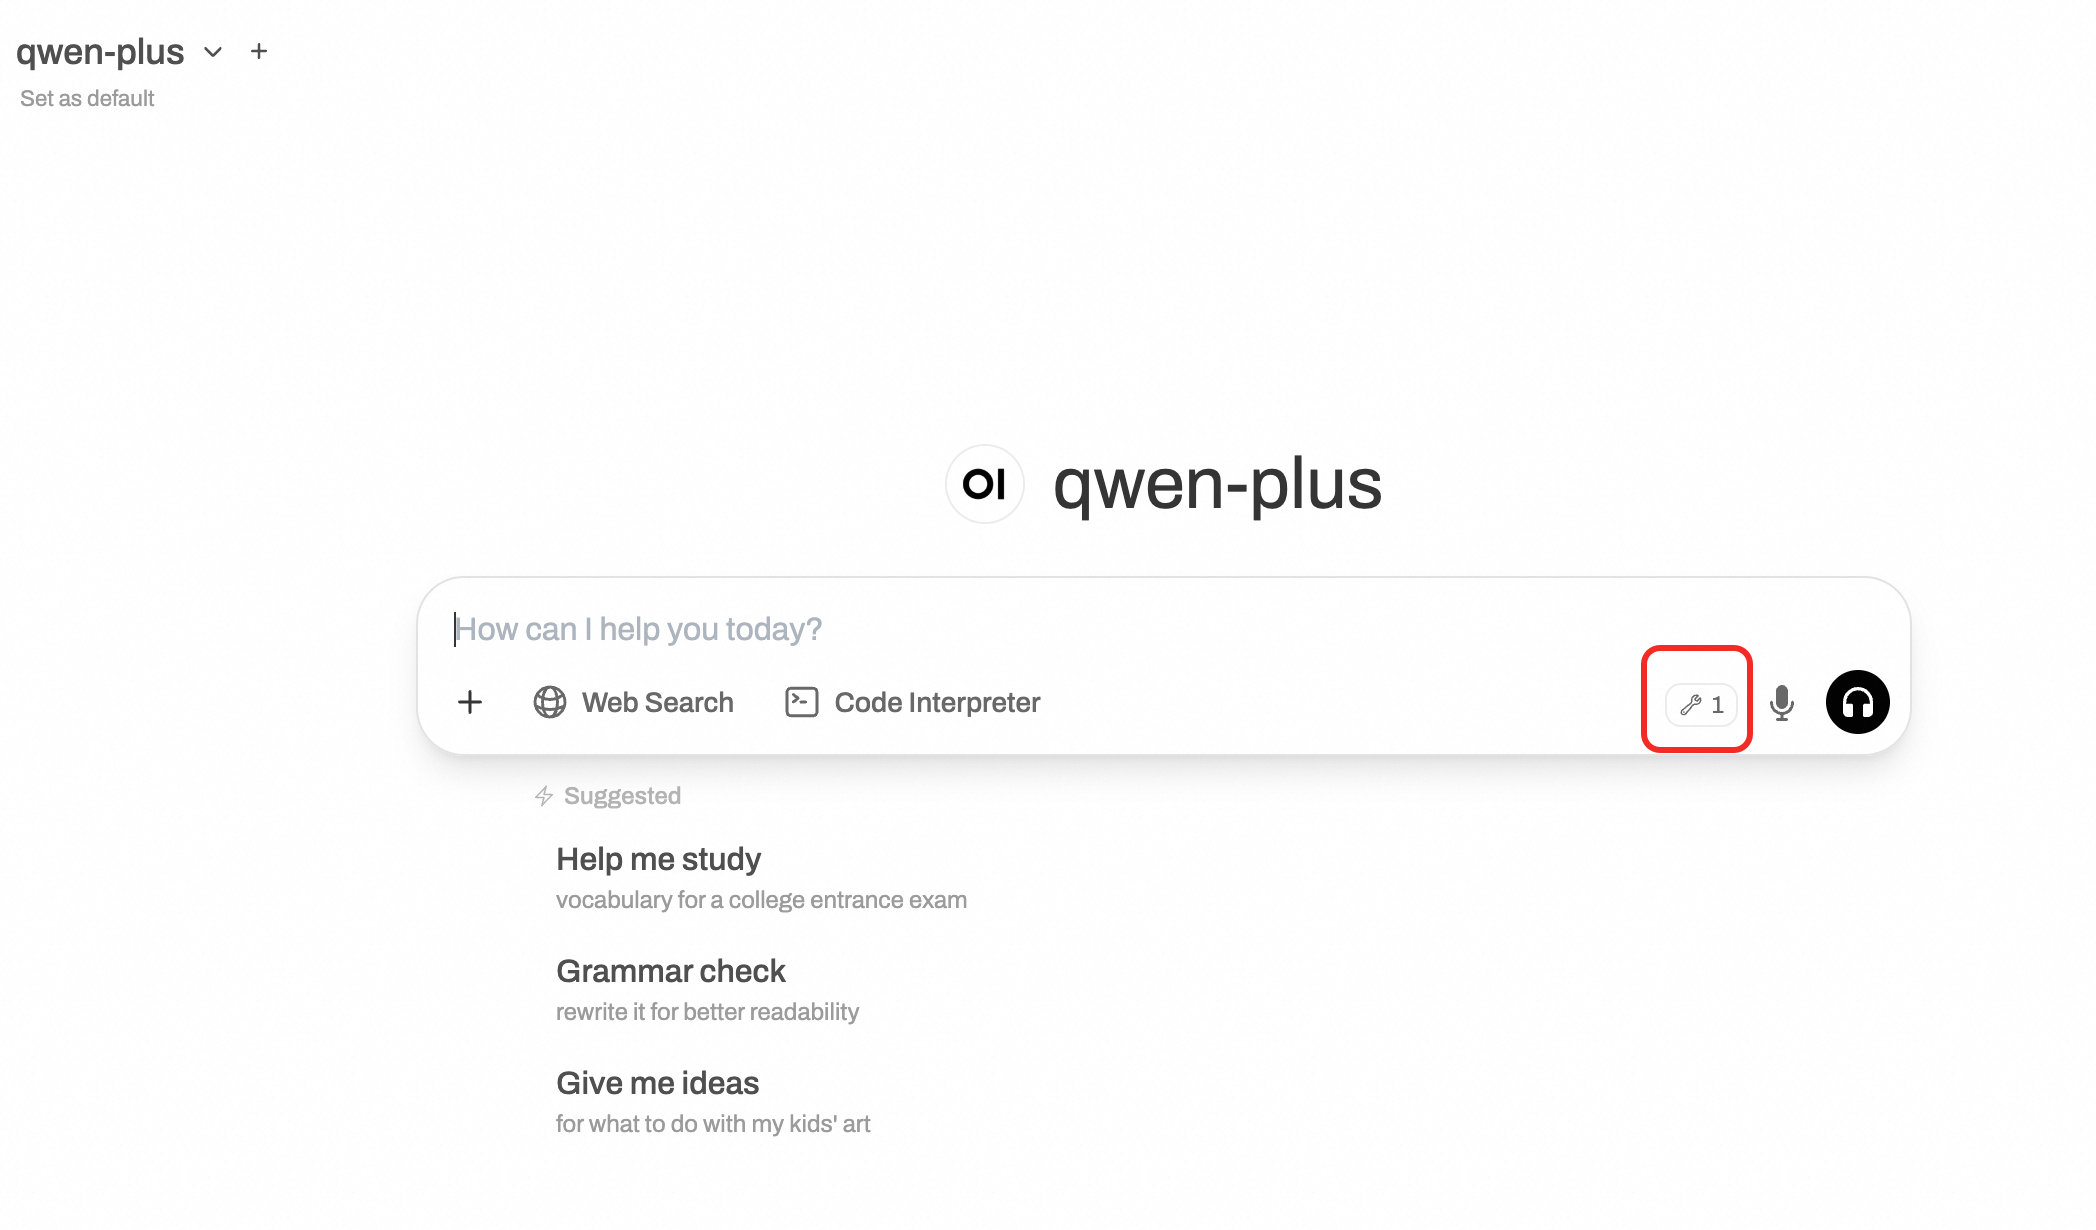 qwen-plus
Set as default
OI qwen-plus
How can I help you today?
Web Search Code Interpreter 1
Suggested
Help me study
vocabulary for a college entrance exam
Grammar check
rewrite it for better readability
Give me ideas
for what to do with my kids' art